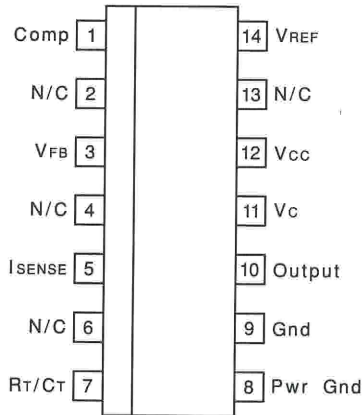 Comp 1 14 VREF
N/C 2 13 N/C
VFB 3 12 VCC
N/C 4 11 VC
ISENSE 5 10 Output
N/C 6 9 Gnd
RT/CT 7 8 Pwr Gnd